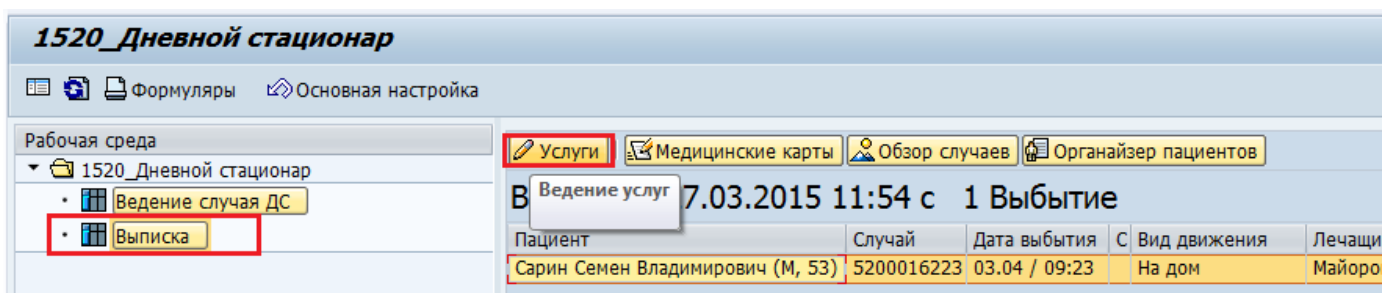 1520_Дневной стационар
Формуляры Основная настройка
Рабочая среда
1520_Дневной стационар
Ведение случая ДС
Выписка
Услуги Медицинские карты Обзор случаев Органайзер пациентов
В 7.03.2015 11:54 с 1 Выбытие
Ведение услуг
Пациент Случай Дата выбытия С Вид движения Лечащи
Сарин Семен Владимирович (М, 53) 5200016223 03.04 / 09:23 На дом Майоро